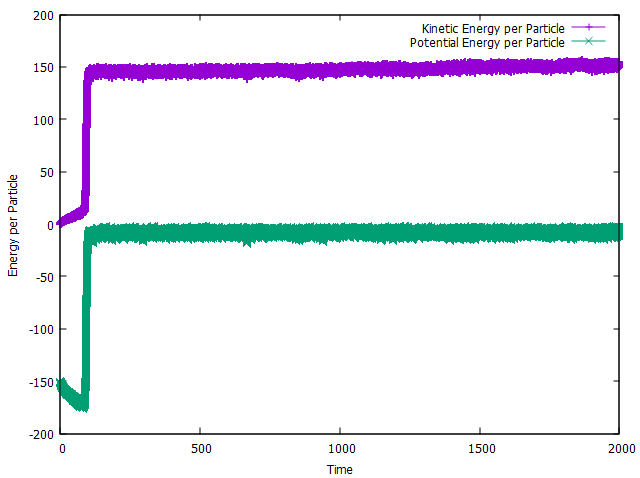 200
150
100
50
0
-50
-100
-150
-200
Energy per Particle
Kinetic Energy per Particle
Potential Energy per Particle
0 500 1000 1500 2000
Time